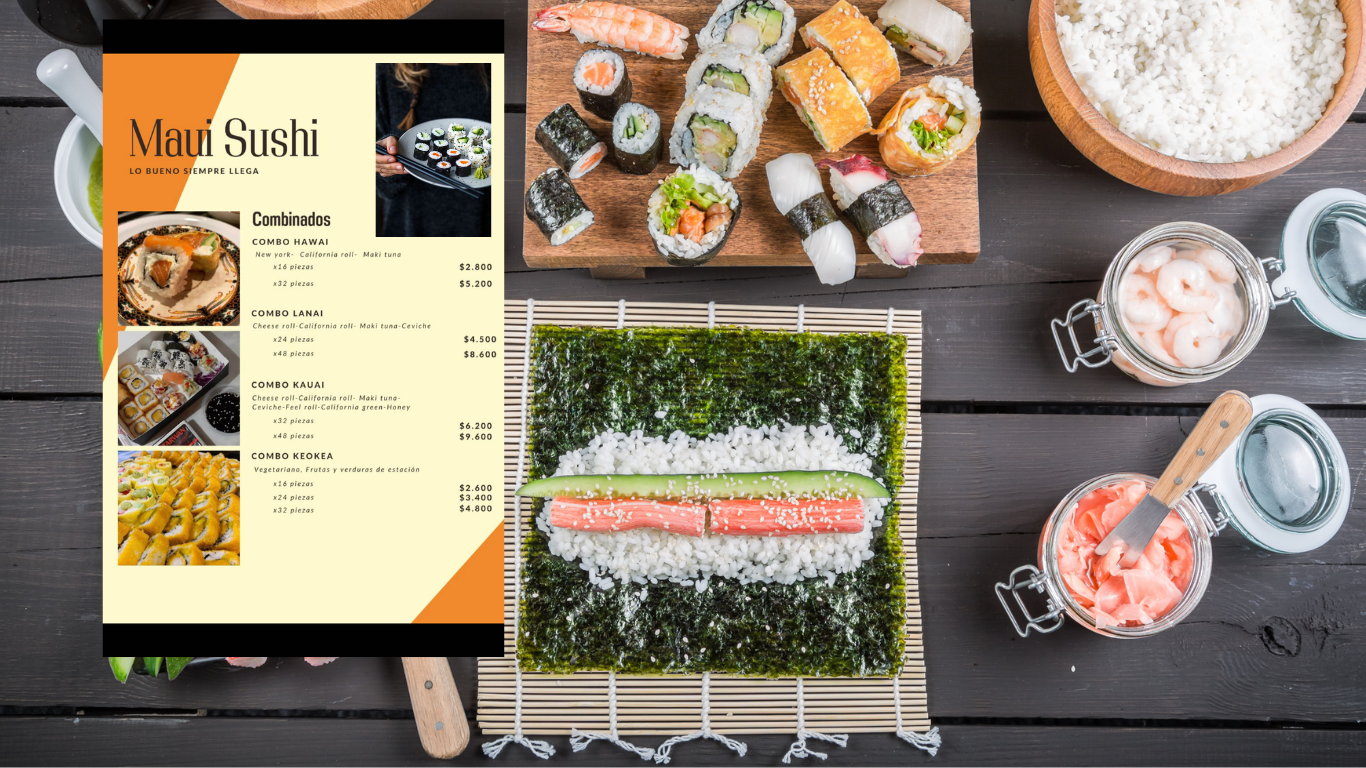 Maui Sushi
LO BUENO SIEMPRE LLEGA
Combinados
COMBO HAWAI
New york- California roll- Maki tuna
x16 piezas $2.800
x32 piezas $5.200
COMBO LANAI
Cheese roll-California roll- Maki tuna-Ceviche
x24 piezas $4.500
x48 piezas $8.600
COMBO KAUAI
Cheese roll-California roll- Maki tuna-
Ceviche-Feel roll-California green-Honey
x32 piezas $6.200
x48 piezas $9.600
COMBO KEOKEA
Vegetariano, Frutas y verduras de estación
x16 piezas $2.600
x24 piezas $3.400
x32 piezas $4.800